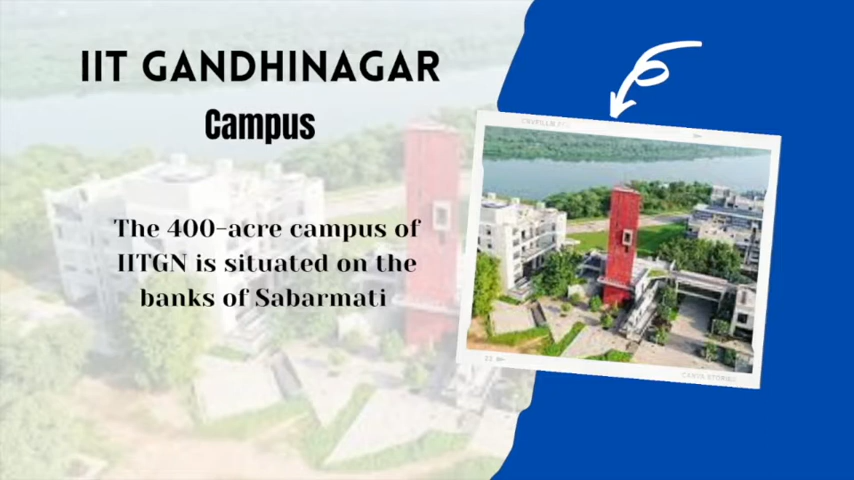 IIT GANDHINAGAR
Campus
The 400-acre campus of
IITGN is situated on the
banks of Sabarmati